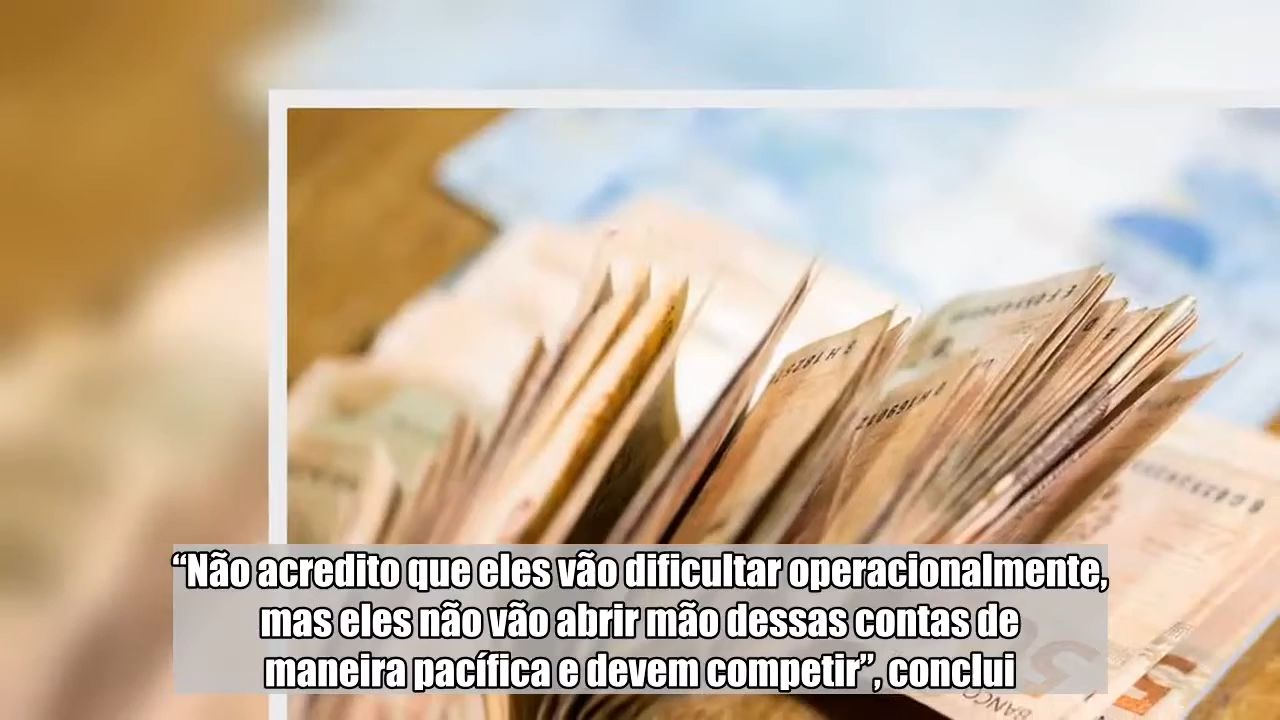 “Não acredito que eles vão dificultar operacionalmente,
mas eles não vão abrir mão dessas contas de
maneira pacífica e devem competir”, conclui
BANCO